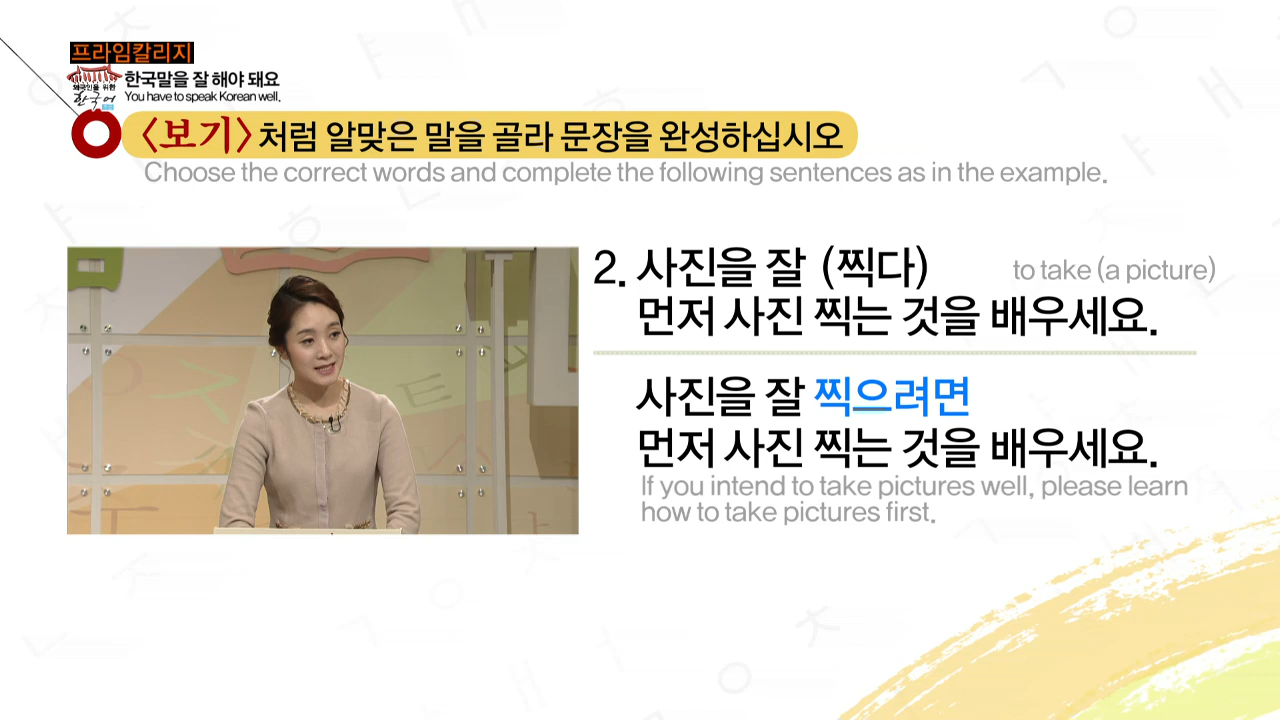 프라임칼리지
외국인을 위한
한국어
한국말을 잘 해야 돼요
You have to speak Korean well.
<보기>처럼 알맞은 말을 골라 문장을 완성하십시오
Choose the correct words and complete the following sentences as in the example.
2. 사진을 잘 (찍다)
to take (a picture)
먼저 사진 찍는 것을 배우세요.
사진을 잘 찍으려면
먼저 사진 찍는 것을 배우세요.
If you intend to take pictures well, please learn
how to take pictures first.